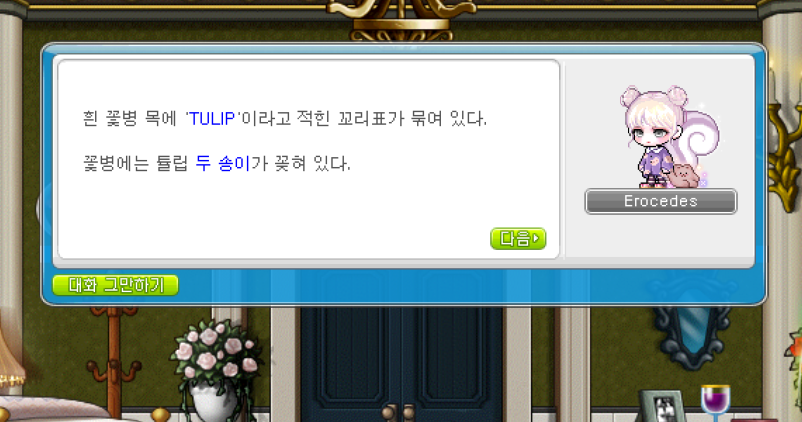 흰 꽃병 목에 'TULIP'이라고 적힌 꼬리표가 묶여 있다.
꽃병에는 튤립 두 송이가 꽂혀 있다.
Erocedes
다음
대화 그만하기